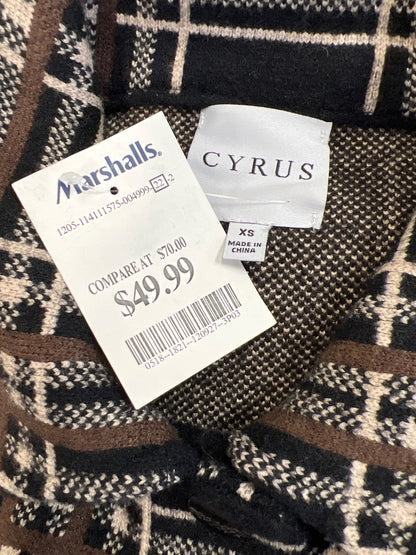 Marshalls.
1205-114111575-004999-22-2
COMPARE AT $70.00
$49.99
0518-1821-120927-3P03
CYRUS
XS
MADE IN
CHINA